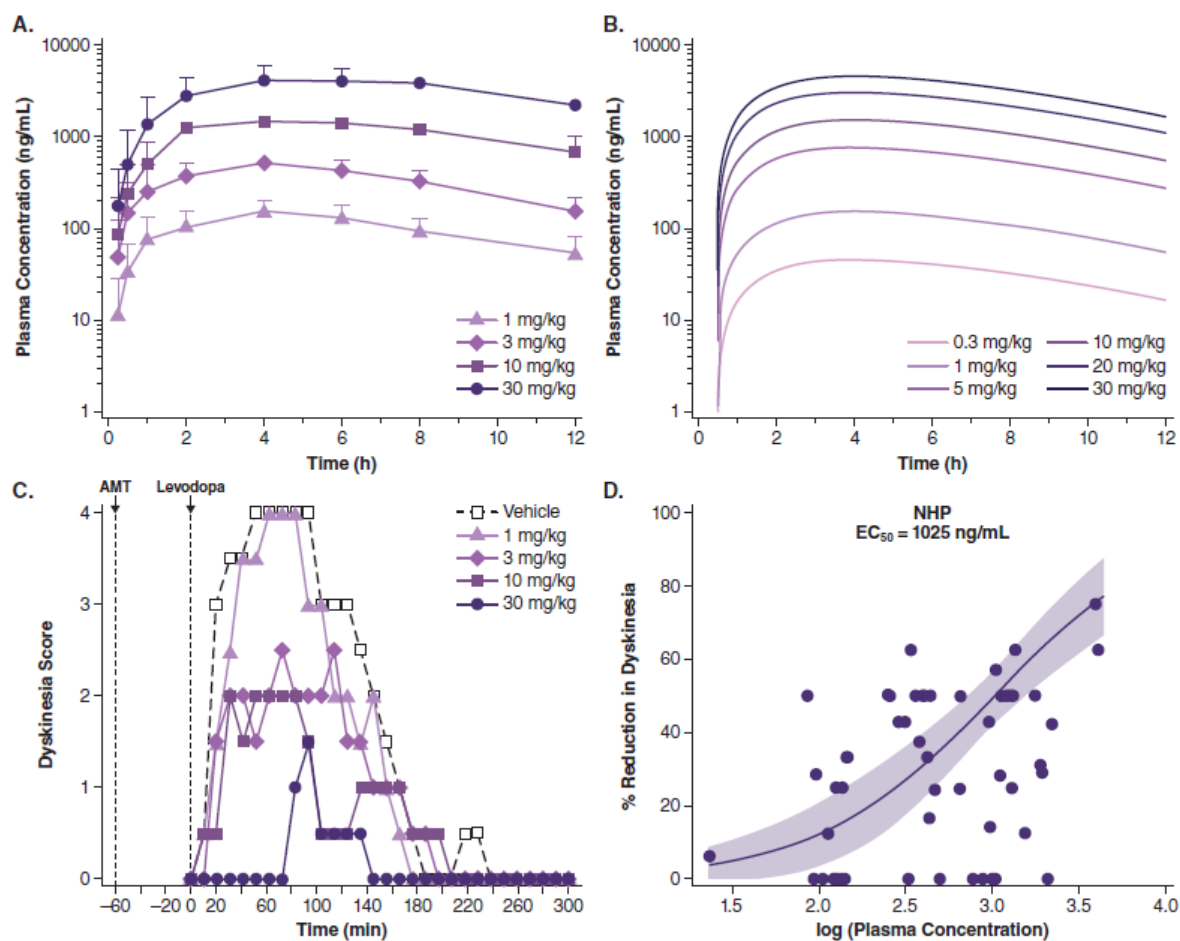 A.
10000
1000
100
10
1
Plasma Concentration (ng/mL)
0 2 4 6 8 10 12
Time (h)
1 mg/kg
3 mg/kg
10 mg/kg
30 mg/kg
B.
10000
1000
100
10
1
Plasma Concentration (ng/mL)
0 2 4 6 8 10 12
Time (h)
0.3 mg/kg
1 mg/kg
5 mg/kg
10 mg/kg
20 mg/kg
30 mg/kg
C.
AMT
Levodopa
4
3
2
1
0
Dyskinesia Score
–60 –20 0 20 60 100 140 180 220 260 300
Time (min)
Vehicle
1 mg/kg
3 mg/kg
10 mg/kg
30 mg/kg
D.
NHP
EC50 = 1025 ng/mL
100
80
60
40
20
0
% Reduction in Dyskinesia
1.5 2.0 2.5 3.0 3.5 4.0
log (Plasma Concentration)